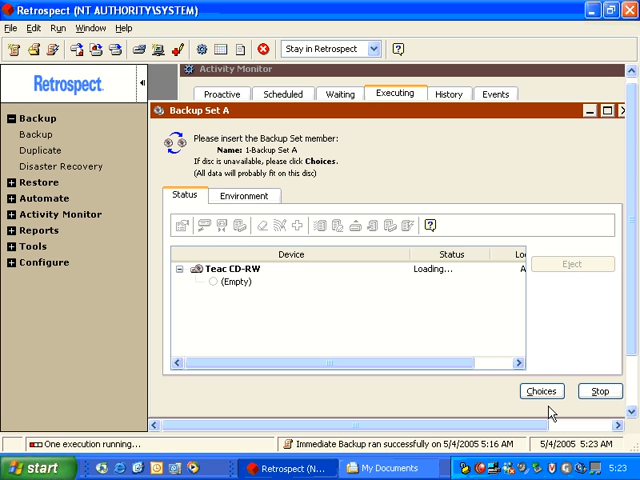 Retrospect (NT AUTHORITY\SYSTEM)
File Edit Run Window Help
Stay in Retrospect
Retrospect.
Activity Monitor
Proactive Scheduled Waiting Executing History Events
Backup
Backup
Duplicate
Disaster Recovery
Restore
Automate
Activity Monitor
Reports
Tools
Configure
Backup Set A
Please insert the Backup Set member:
Name: 1-Backup Set A
If disc is unavailable, please click Choices.
(All data will probably fit on this disc)
Status Environment
Device Status Lo
Teac CD-RW Loading... A
(Empty)
Eject
Choices Stop
One execution running... Immediate Backup ran successfully on 5/4/2005 5:16 AM 5/4/2005 5:23 AM
start Retrospect (N... My Documents 5:23